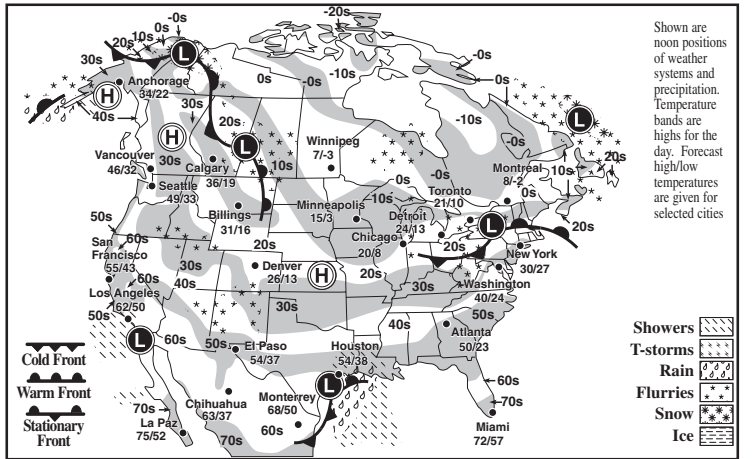 -0s
-20s
0s
10s
20s
-0s
30s
L
-10s
Anchorage
34/22
0s
-0s
0s
H
30s
40s
L
20s
-10s
H
L
Winnipeg
7/-3
-0s
Vancouver
46/32
30s
Calgary
36/19
10s
Montréal
8/-2
10s
20s
Seattle
49/33
0s
-0s
Toronto
21/10
0s
Billings
31/16
Minneapolis
15/3
10s
Detroit
24/13
L
20s
50s
60s
20s
Chicago
20/8
20s
New York
30/27
San
Francisco
55/43
30s
Denver
26/13
H
20s
Washington
40/24
60s
40s
30s
30s
Los Angeles
62/50
50s
40s
50s
Atlanta
50/23
L
60s
50s
El Paso
54/37
Houston
54/38
L
60s
Chihuahua
63/37
Monterrey
68/50
70s
70s
La Paz
75/52
60s
Miami
72/57
70s
Shown are
noon positions
of weather
systems and
precipitation.
Temperature
bands are
highs for the
day. Forecast
high/low
temperatures
are given for
selected cities
Cold Front
Warm Front
Stationary
Front
Showers
T-storms
Rain
Flurries
Snow
Ice